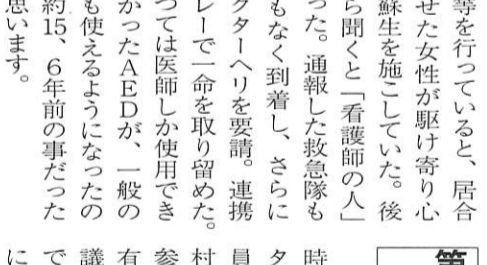 等を行っていると、居合
せた女性が駆け寄り心
蘇生を施こしていた。後
ら聞くと「看護師の人」
った。通報した救急隊も
もなく到着し、さらに
クターヘリを要請。連携
レーで一命を取り留めた。
つては医師しか使用でき
かったAEDが、一般の
も使えるようになったの
約15、6年前の事だった
思います。
第
時
タ
員
村
参
有
議
で
に